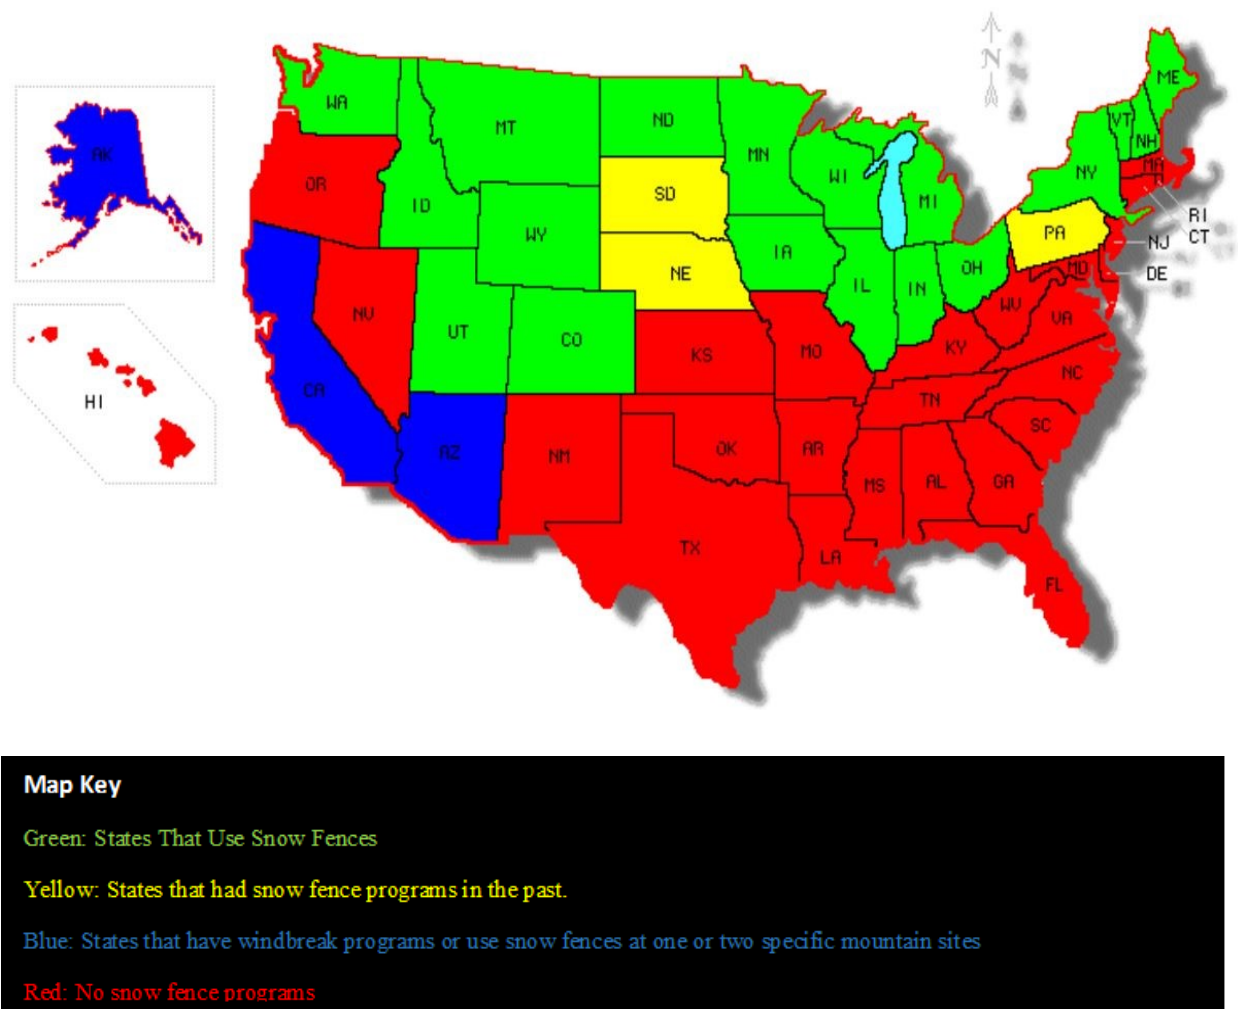 N
ME
WA
VT
MT
ND
NH
AK
MN
MA
OR
WI
NY
SD
ID
MI
RI
WY
PA
CT
NJ
IA
NE
OH
MD
DE
IL
IN
WV
NV
VA
UT
CO
KY
KS
MO
NC
CA
TN
HI
SC
AZ
OK
AR
NM
MS
AL
GA
TX
LA
FL
Map Key
Green: States That Use Snow Fences
Yellow: States that had snow fence programs in the past.
Blue: States that have windbreak programs or use snow fences at one or two specific mountain sites
Red: No snow fence programs